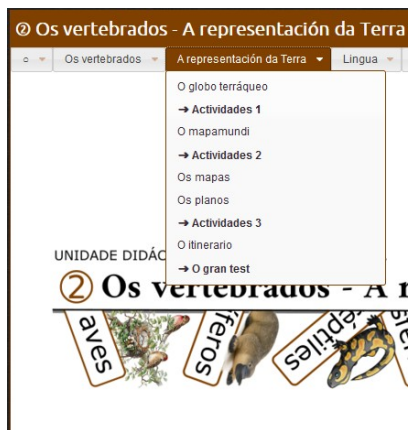 ② Os vertebrados - A representación da Terra
Os vertebrados
A representación da Terra
Lingua
O globo terráqueo
➔ Actividades 1
O mapamundi
➔ Actividades 2
Os mapas
Os planos
➔ Actividades 3
O itinerario
➔ O gran test
UNIDADE DIDÁC
② Os vertebrados - A r
aves
íferos
réptiles